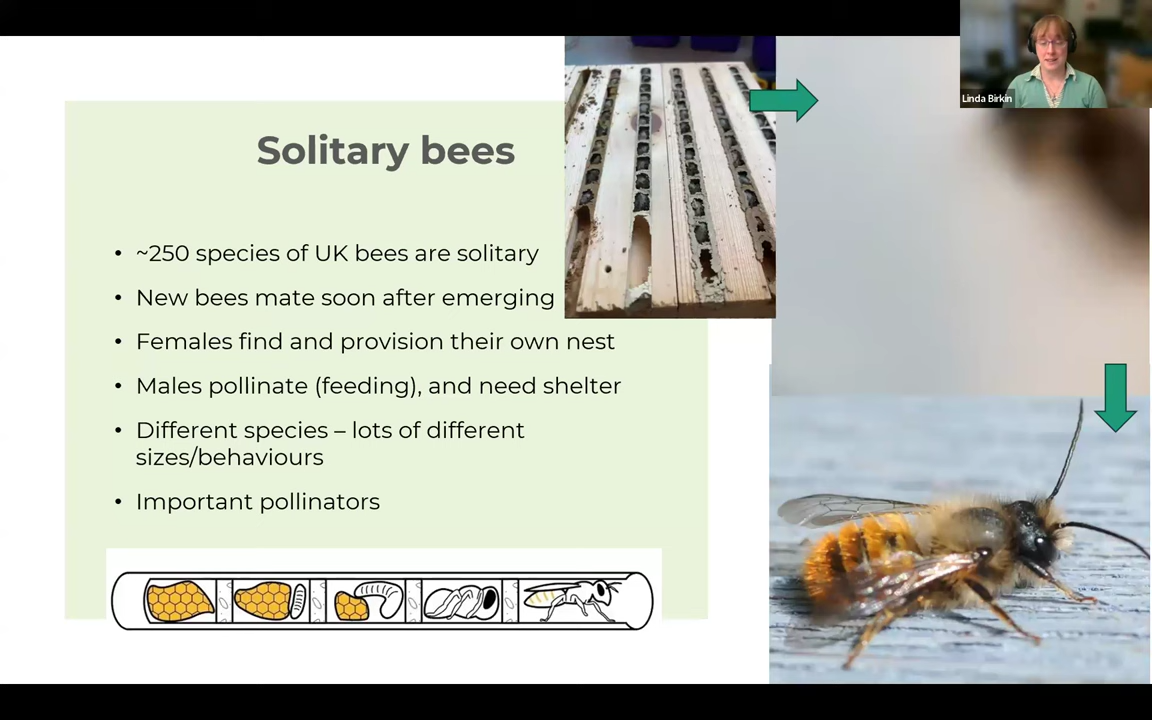 Linda Birkin
Solitary bees
• ~250 species of UK bees are solitary
• New bees mate soon after emerging
• Females find and provision their own nest
• Males pollinate (feeding), and need shelter
• Different species – lots of different
sizes/behaviours
• Important pollinators